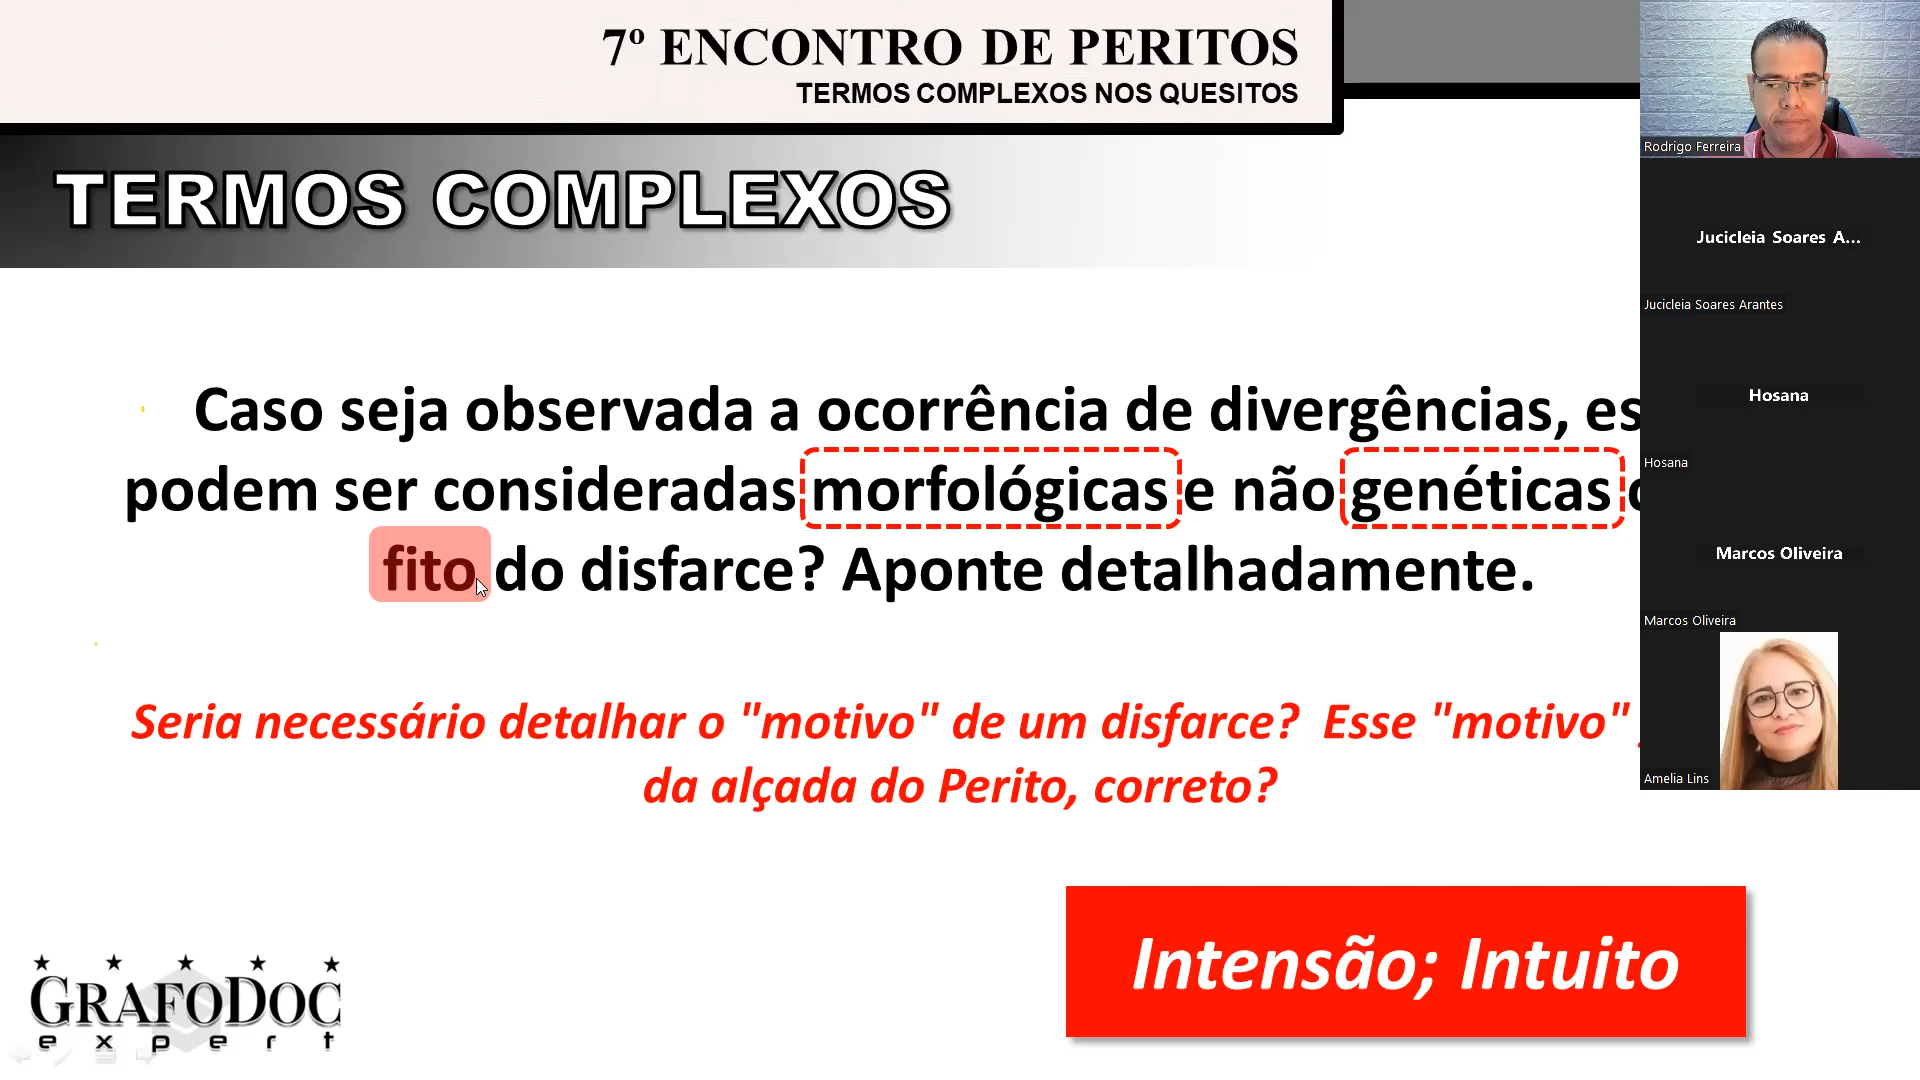 7º ENCONTRO DE PERITOS
TERMOS COMPLEXOS NOS QUESITOS
TERMOS COMPLEXOS
Caso seja observada a ocorrência de divergências, es
podem ser consideradas morfológicas e não genéticas
fito do disfarce? Aponte detalhadamente.
Seria necessário detalhar o "motivo" de um disfarce? Esse "motivo"
da alçada do Perito, correto?
Intensão; Intuito
GRAFODOC
expert
Rodrigo Ferreira
Jucicleia Soares A...
Jucicleia Soares Arantes
Hosana
Hosana
Marcos Oliveira
Marcos Oliveira
Amelia Lins